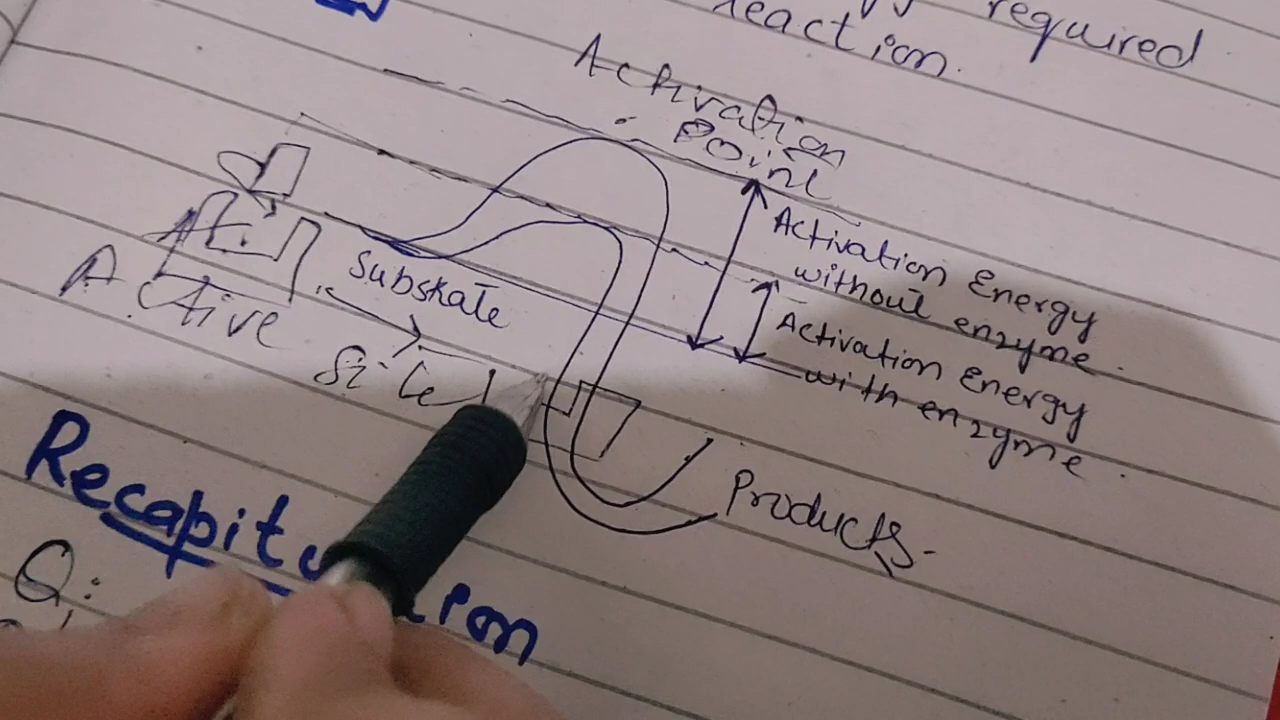 required
reaction.
Activation
Point
Activation Energy
without enzyme.
Activation Energy
with enzyme.
Substrate
Active
Site
Products.
Recapitu
Q: